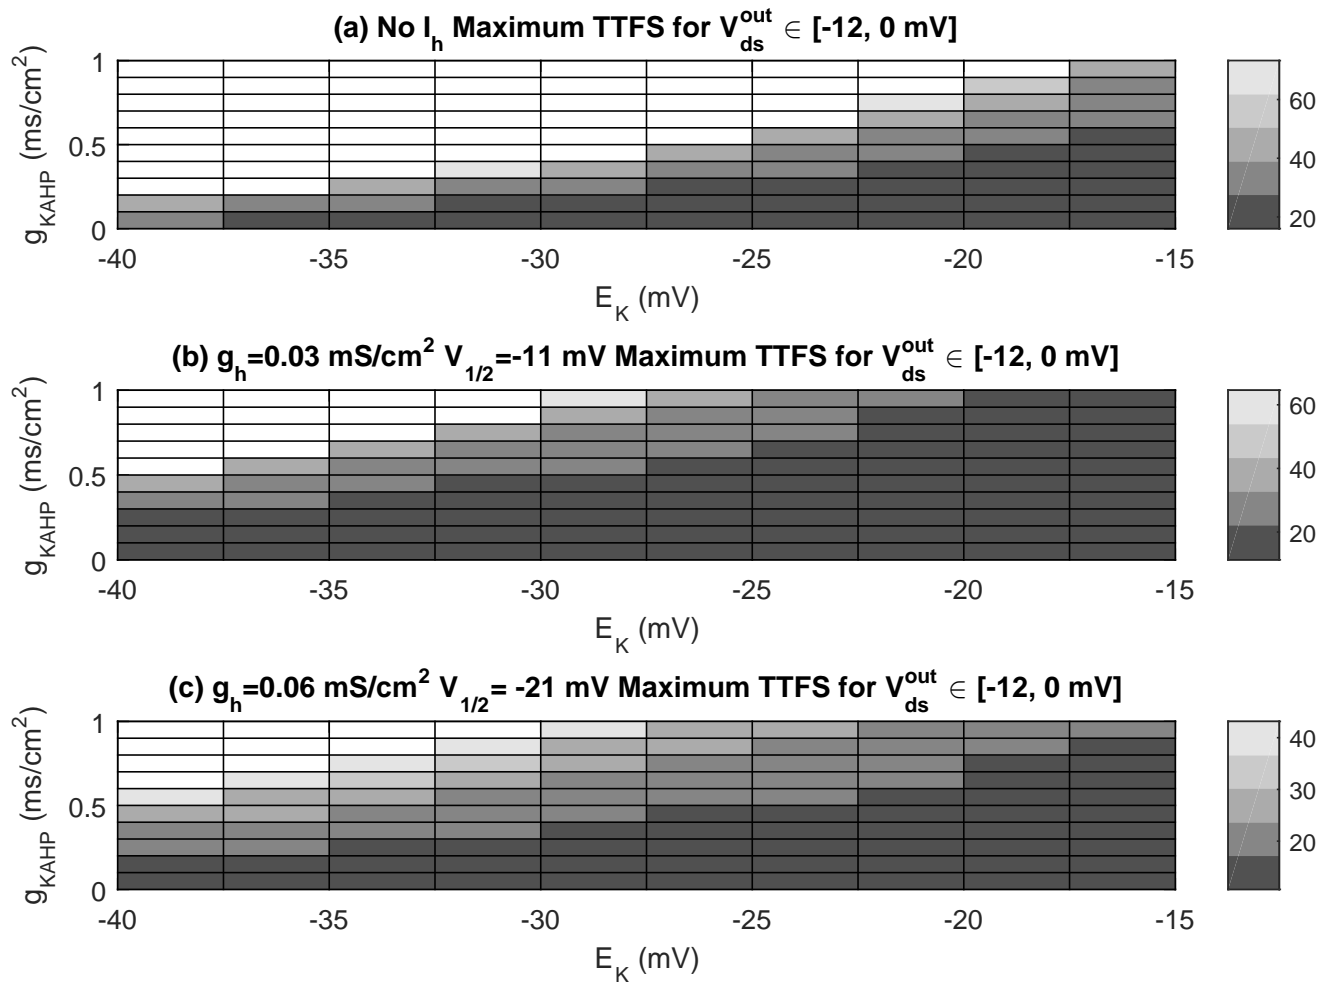 (a) No I_h Maximum TTFS for V_ds^out ∈ [-12, 0 mV]
g_KAHP (ms/cm^2)
1
0.5
0
-40 -35 -30 -25 -20 -15
E_K (mV)
60
40
20
(b) g_h=0.03 mS/cm^2 V_1/2=-11 mV Maximum TTFS for V_ds^out ∈ [-12, 0 mV]
g_KAHP (ms/cm^2)
1
0.5
0
-40 -35 -30 -25 -20 -15
E_K (mV)
60
40
20
(c) g_h=0.06 mS/cm^2 V_1/2= -21 mV Maximum TTFS for V_ds^out ∈ [-12, 0 mV]
g_KAHP (ms/cm^2)
1
0.5
0
-40 -35 -30 -25 -20 -15
E_K (mV)
40
30
20